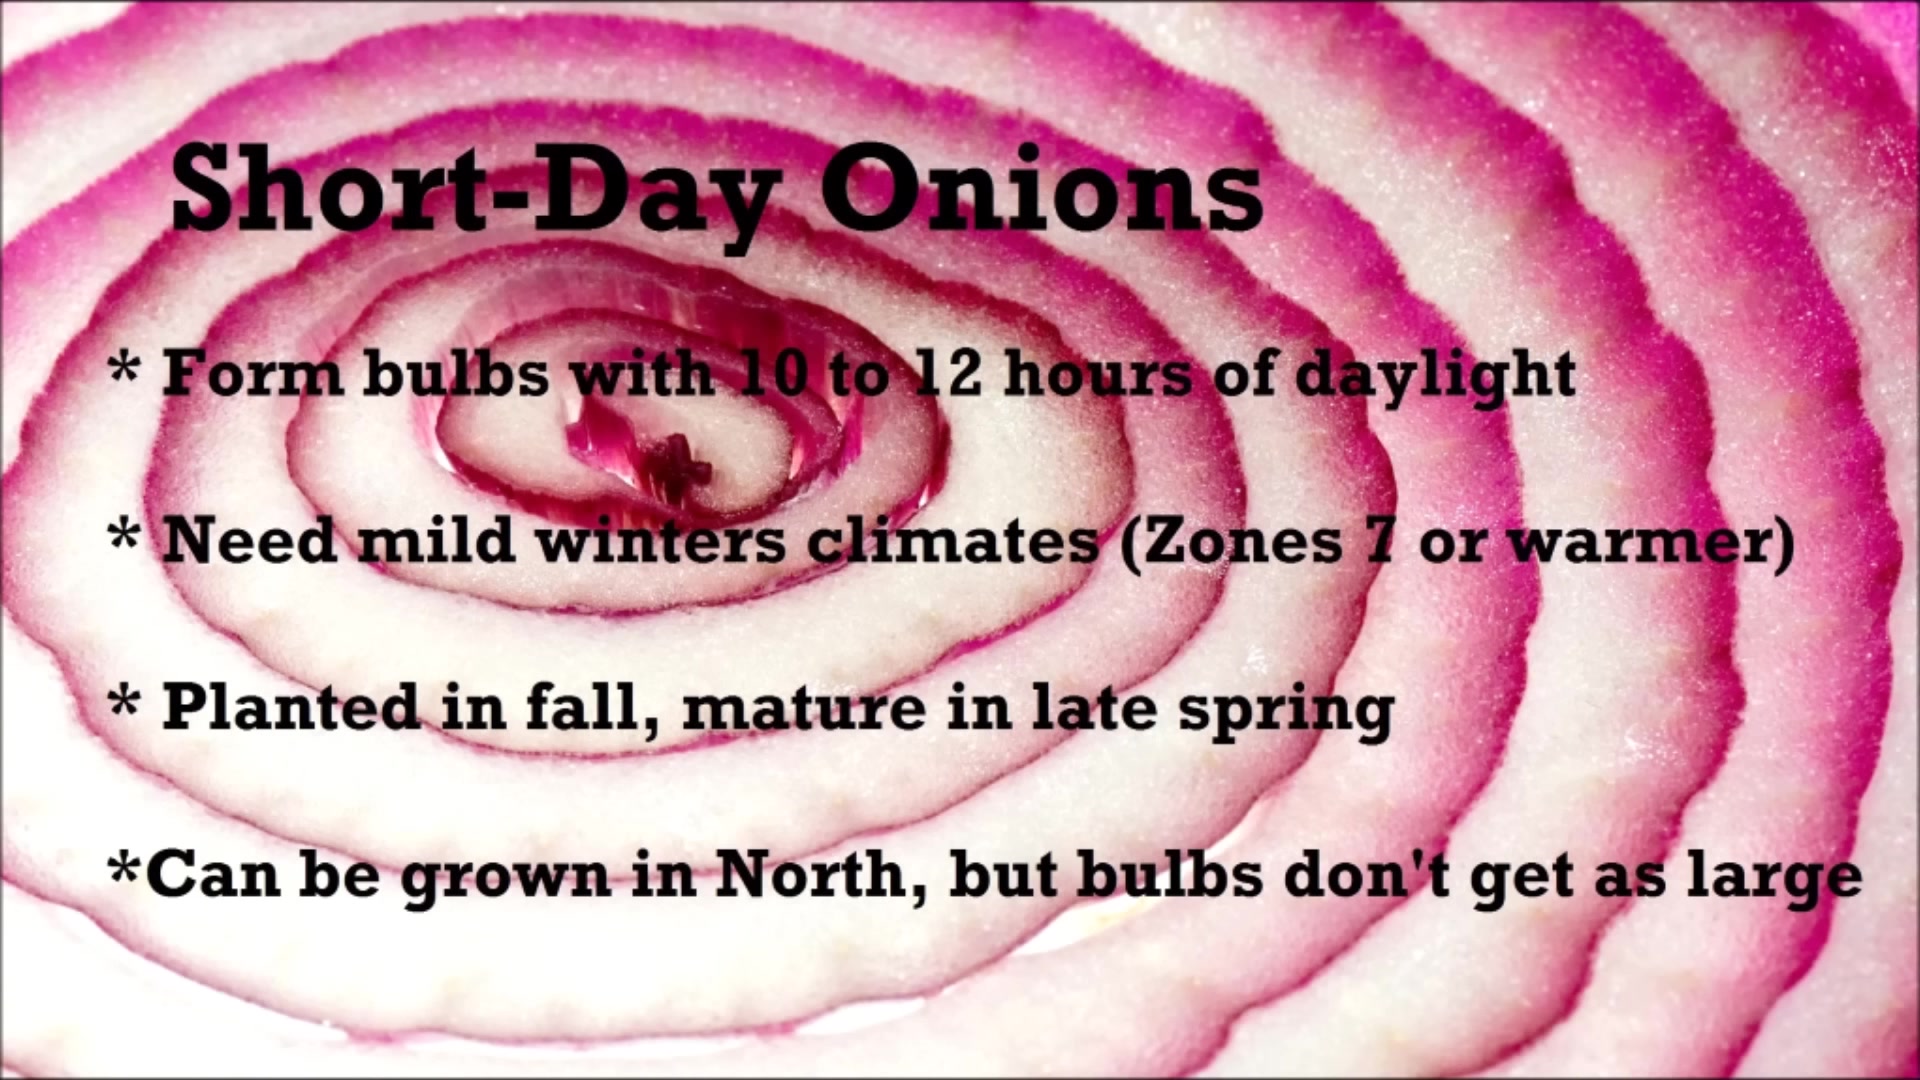 Short-Day Onions
* Form bulbs with 10 to 12 hours of daylight
* Need mild winters climates (Zones 7 or warmer)
* Planted in fall, mature in late spring
*Can be grown in North, but bulbs don't get as large